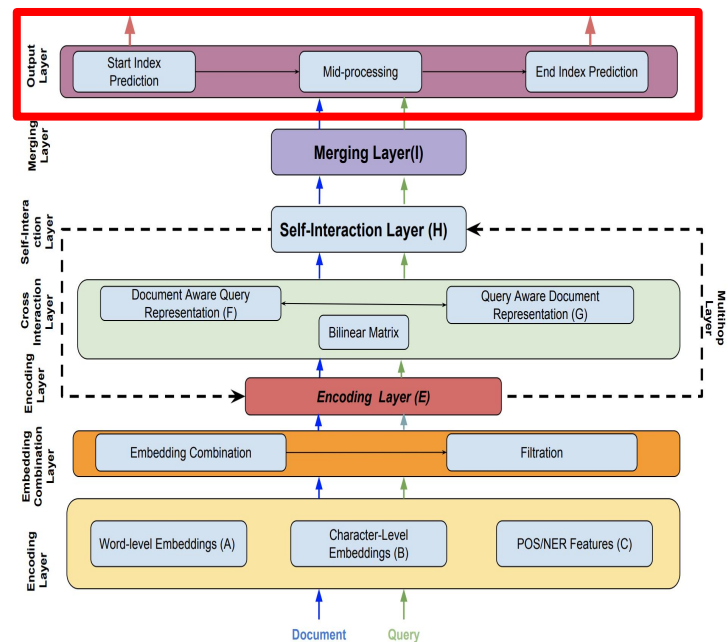 Output
Layer
Start Index
Prediction
Mid-processing
End Index Prediction
Merging
Layer
Merging Layer(I)
Self-Intera
ction
Layer
Self-Interaction Layer (H)
Cross
Interaction
Layer
Document Aware Query
Representation (F)
Query Aware Document
Representation (G)
Bilinear Matrix
Multihop
Layer
Encoding
Layer
Encoding Layer (E)
Embedding
Combination
Layer
Embedding Combination
Filtration
Encoding
Layer
Word-level Embeddings (A)
Character-Level
Embeddings (B)
POS/NER Features (C)
Document
Query